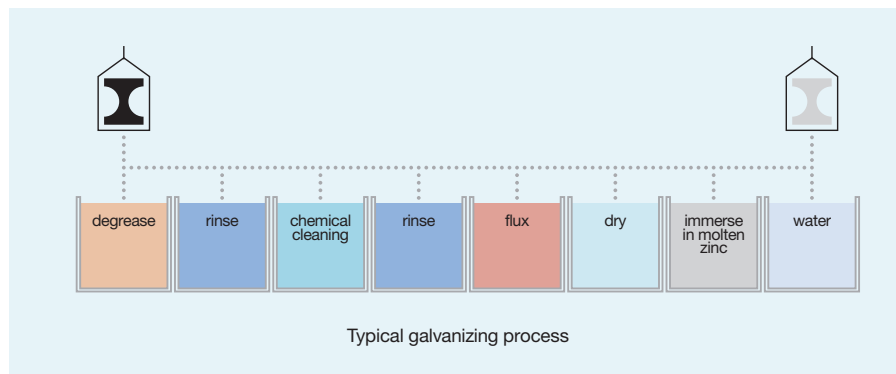 degrease
rinse
chemical
cleaning
rinse
flux
dry
immerse
in molten
zinc
water
Typical galvanizing process